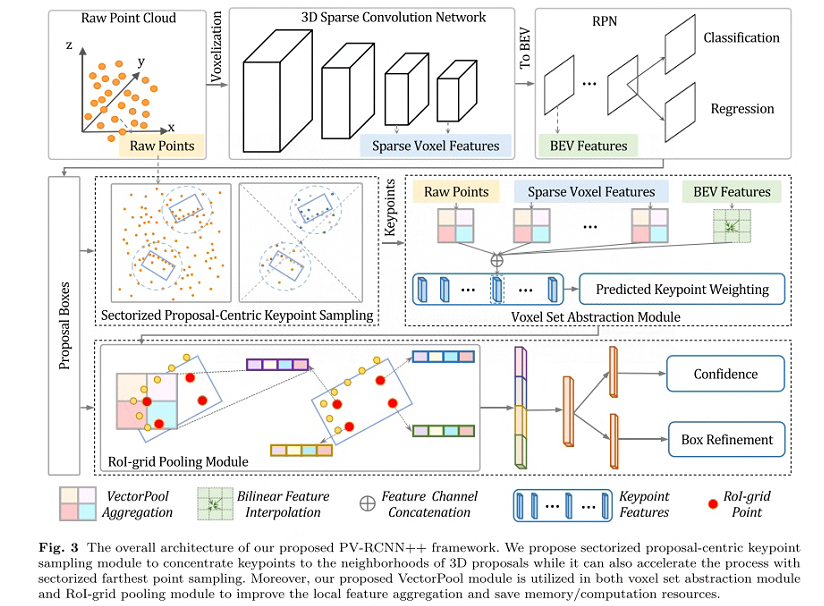 Raw Point Cloud
z
y
x
Raw Points
Voxelization
3D Sparse Convolution Network
Sparse Voxel Features
To BEV
RPN
...
Classification
Regression
BEV Features
Proposal Boxes
Sectorized Proposal-Centric Keypoint Sampling
Keypoints
Raw Points
Sparse Voxel Features
BEV Features
...
... ...
Predicted Keypoint Weighting
Voxel Set Abstraction Module
RoI-grid Pooling Module
Confidence
Box Refinement
VectorPool
Aggregation
Bilinear Feature
Interpolation
Feature Channel
Concatenation
... ...
Keypoint
Features
RoI-grid
Point
Fig. 3 The overall architecture of our proposed PV-RCNN++ framework. We propose sectorized proposal-centric keypoint
sampling module to concentrate keypoints to the neighborhoods of 3D proposals while it can also accelerate the process with
sectorized farthest point sampling. Moreover, our proposed VectorPool module is utilized in both voxel set abstraction module
and RoI-grid pooling module to improve the local feature aggregation and save memory/computation resources.